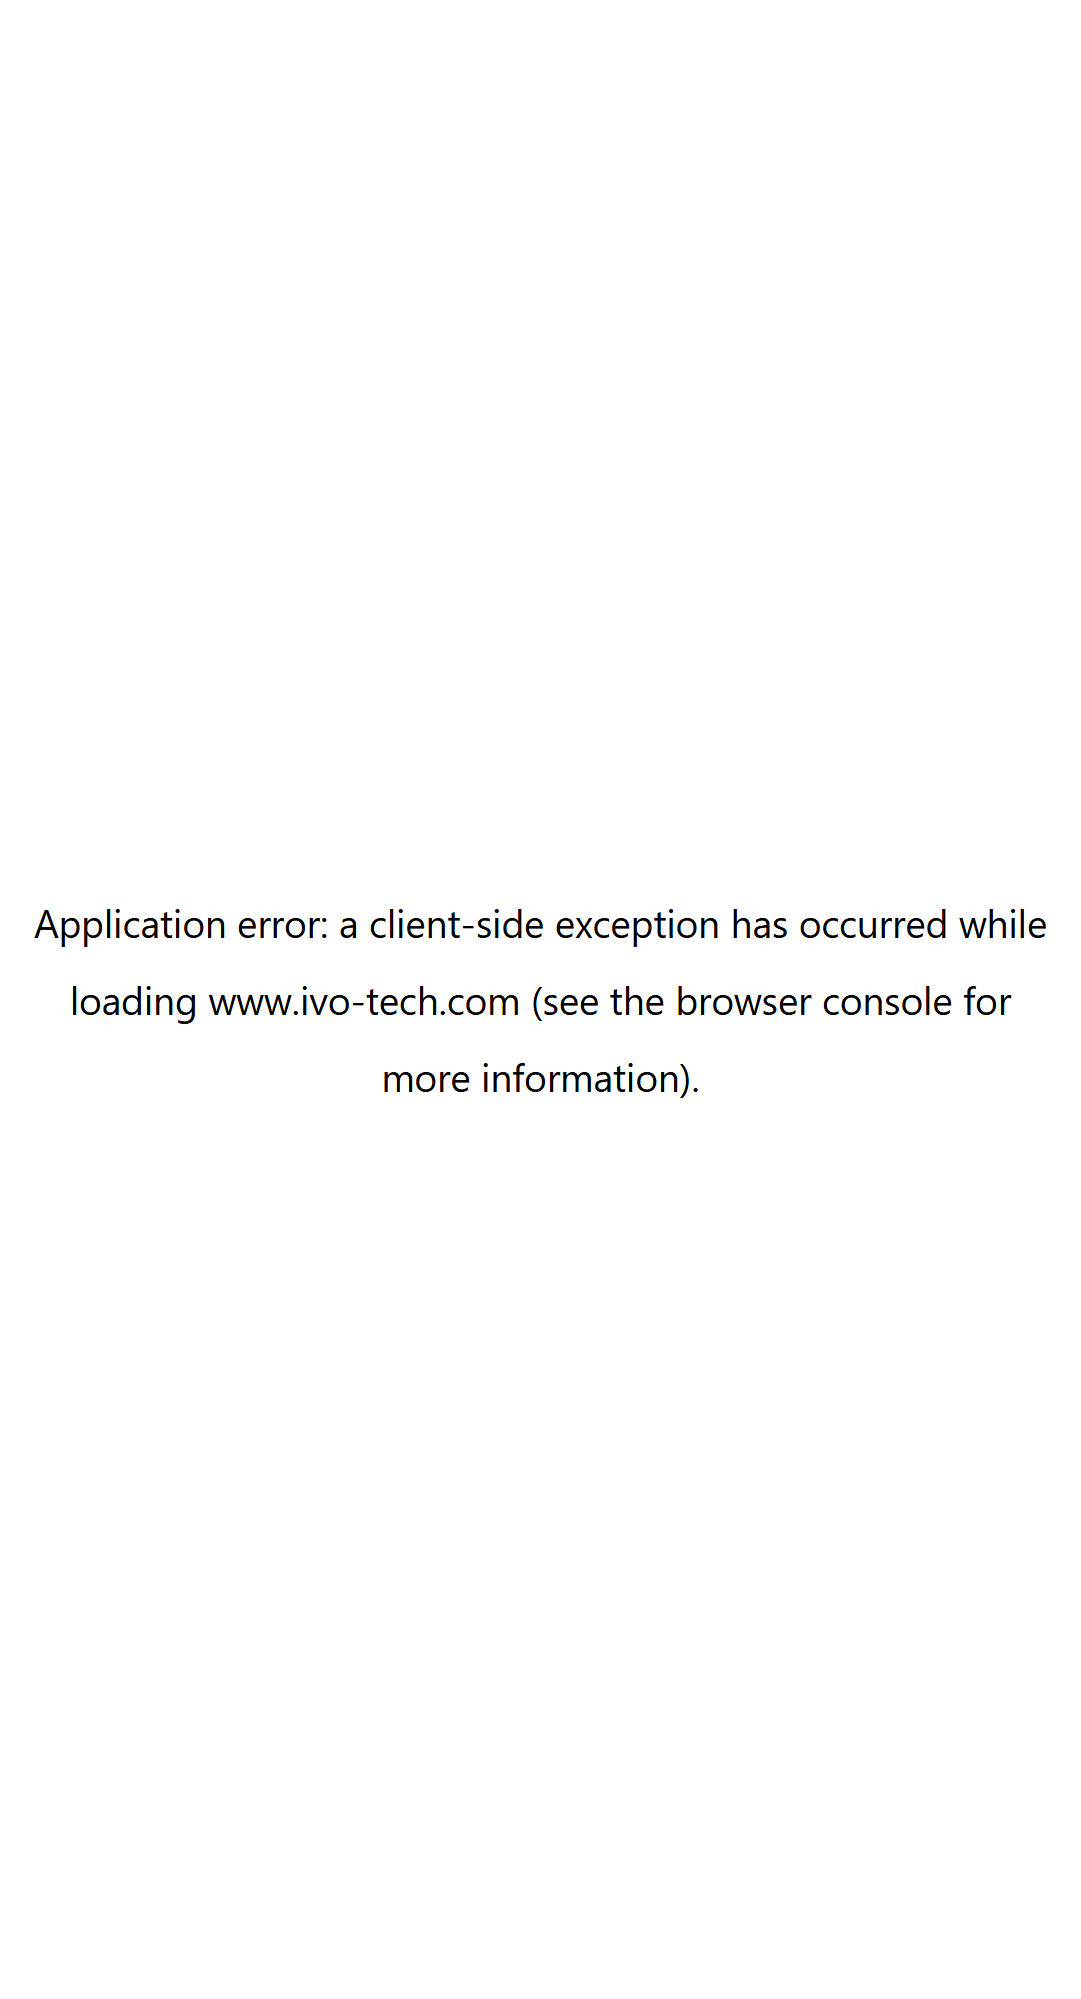 Application error: a client-side exception has occurred while
loading www.ivo-tech.com (see the browser console for
more information).